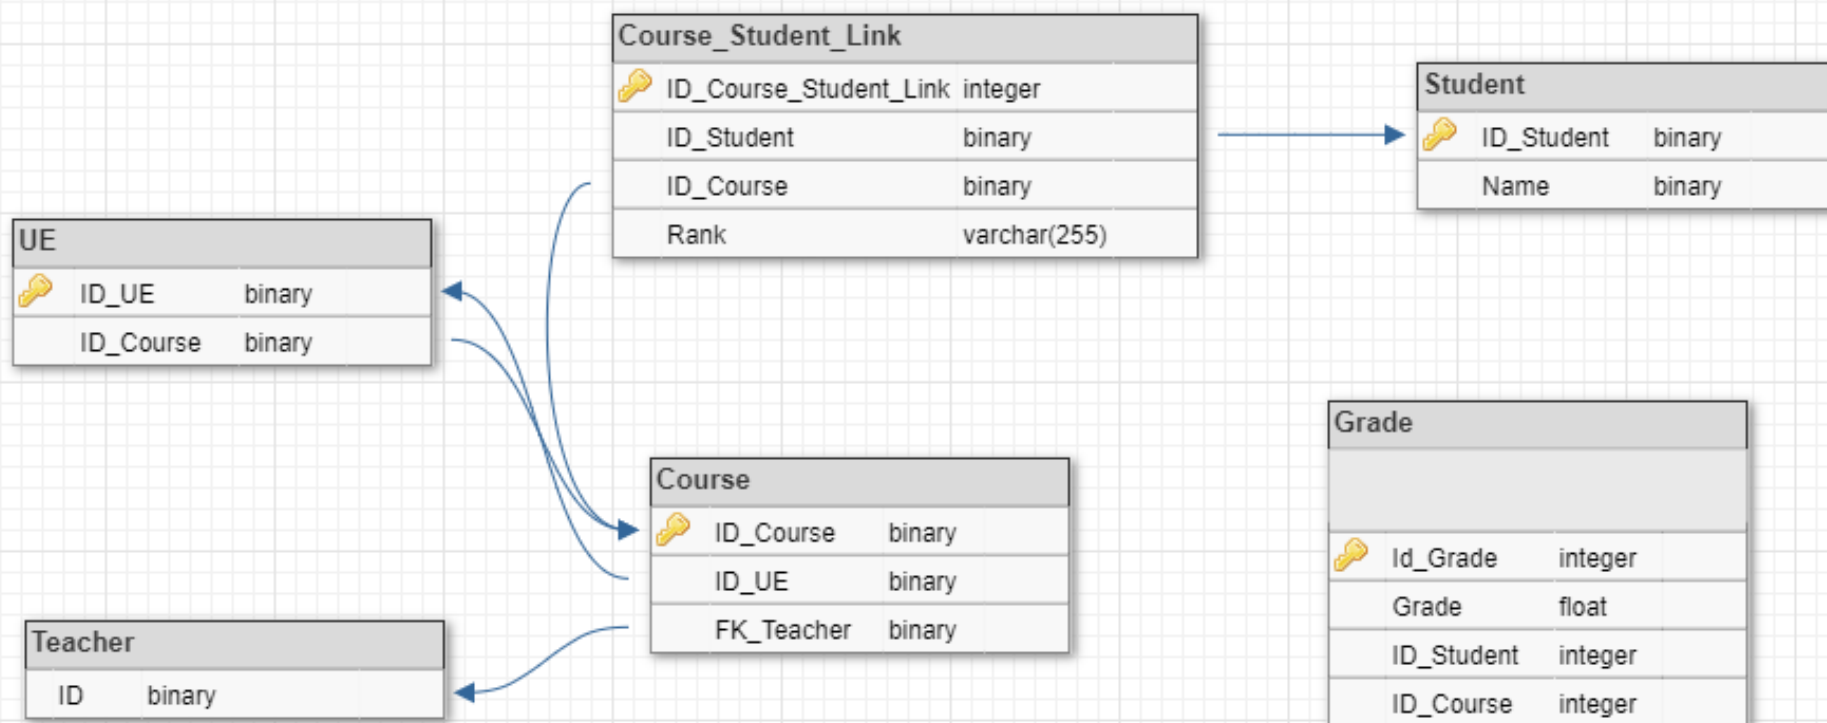 Course_Student_Link
ID_Course_Student_Link integer
ID_Student binary
ID_Course binary
Rank varchar(255)
Student
ID_Student binary
Name binary
UE
ID_UE binary
ID_Course binary
Course
ID_Course binary
ID_UE binary
FK_Teacher binary
Teacher
ID binary
Grade
Id_Grade integer
Grade float
ID_Student integer
ID_Course integer